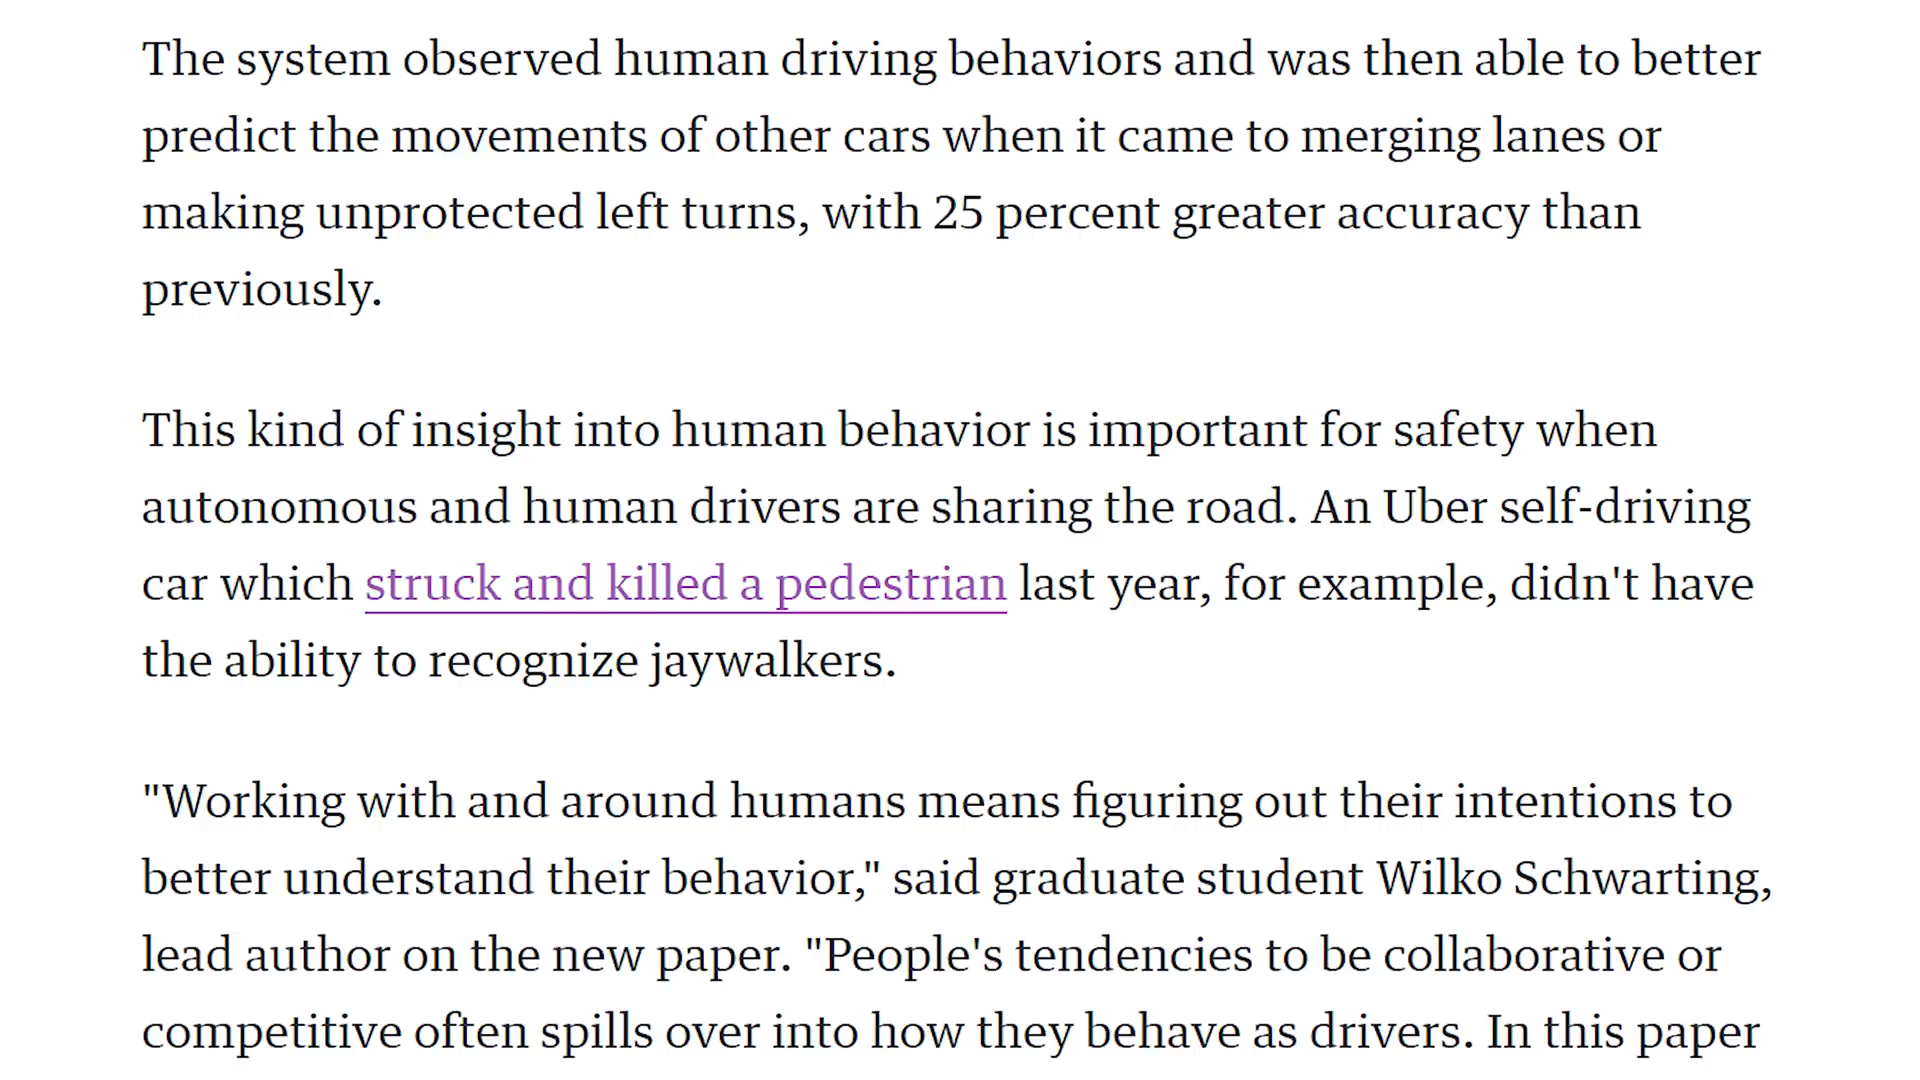 The system observed human driving behaviors and was then able to better
predict the movements of other cars when it came to merging lanes or
making unprotected left turns, with 25 percent greater accuracy than
previously.
This kind of insight into human behavior is important for safety when
autonomous and human drivers are sharing the road. An Uber self-driving
car which struck and killed a pedestrian last year, for example, didn't have
the ability to recognize jaywalkers.
"Working with and around humans means figuring out their intentions to
better understand their behavior," said graduate student Wilko Schwarting,
lead author on the new paper. "People's tendencies to be collaborative or
competitive often spills over into how they behave as drivers. In this paper